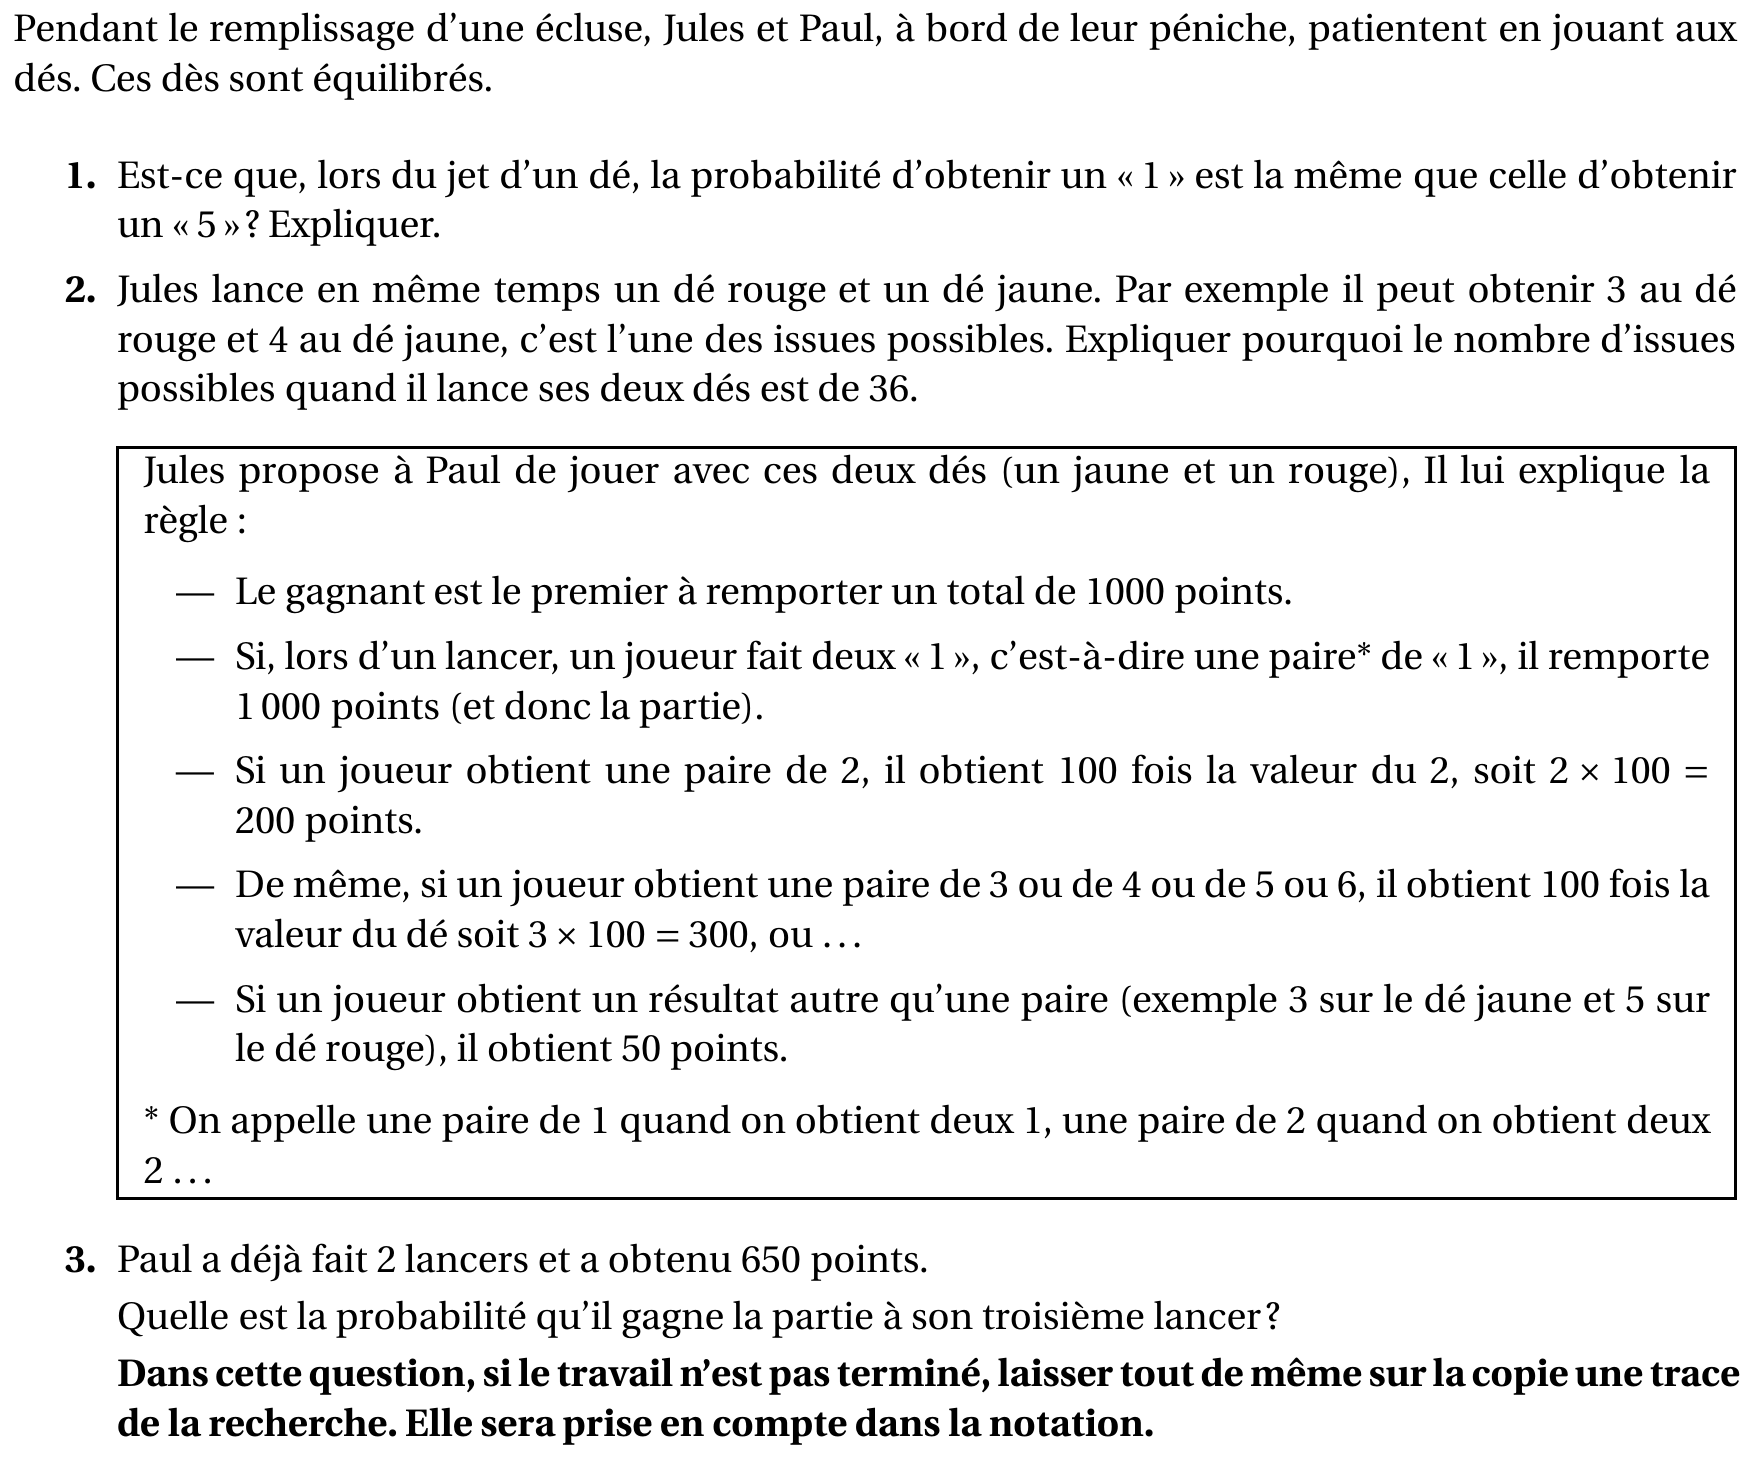 Pendant le remplissage d’une écluse, Jules et Paul, à bord de leur péniche, patientent en jouant aux
dés. Ces dès sont équilibrés.
1. Est-ce que, lors du jet d’un dé, la probabilité d’obtenir un « 1 » est la même que celle d’obtenir
un « 5 » ? Expliquer.
2. Jules lance en même temps un dé rouge et un dé jaune. Par exemple il peut obtenir 3 au dé
rouge et 4 au dé jaune, c’est l’une des issues possibles. Expliquer pourquoi le nombre d’issues
possibles quand il lance ses deux dés est de 36.
Jules propose à Paul de jouer avec ces deux dés (un jaune et un rouge), Il lui explique la
règle :
— Le gagnant est le premier à remporter un total de 1000 points.
— Si, lors d’un lancer, un joueur fait deux « 1 », c’est-à-dire une paire* de « 1 », il remporte
1 000 points (et donc la partie).
— Si un joueur obtient une paire de 2, il obtient 100 fois la valeur du 2, soit 2 × 100 =
200 points.
— De même, si un joueur obtient une paire de 3 ou de 4 ou de 5 ou 6, il obtient 100 fois la
valeur du dé soit 3 × 100 = 300, ou ...
— Si un joueur obtient un résultat autre qu’une paire (exemple 3 sur le dé jaune et 5 sur
le dé rouge), il obtient 50 points.
* On appelle une paire de 1 quand on obtient deux 1, une paire de 2 quand on obtient deux
2 ...
3. Paul a déjà fait 2 lancers et a obtenu 650 points.
Quelle est la probabilité qu’il gagne la partie à son troisième lancer ?
Dans cette question, si le travail n’est pas terminé, laisser tout de même sur la copie une trace
de la recherche. Elle sera prise en compte dans la notation.